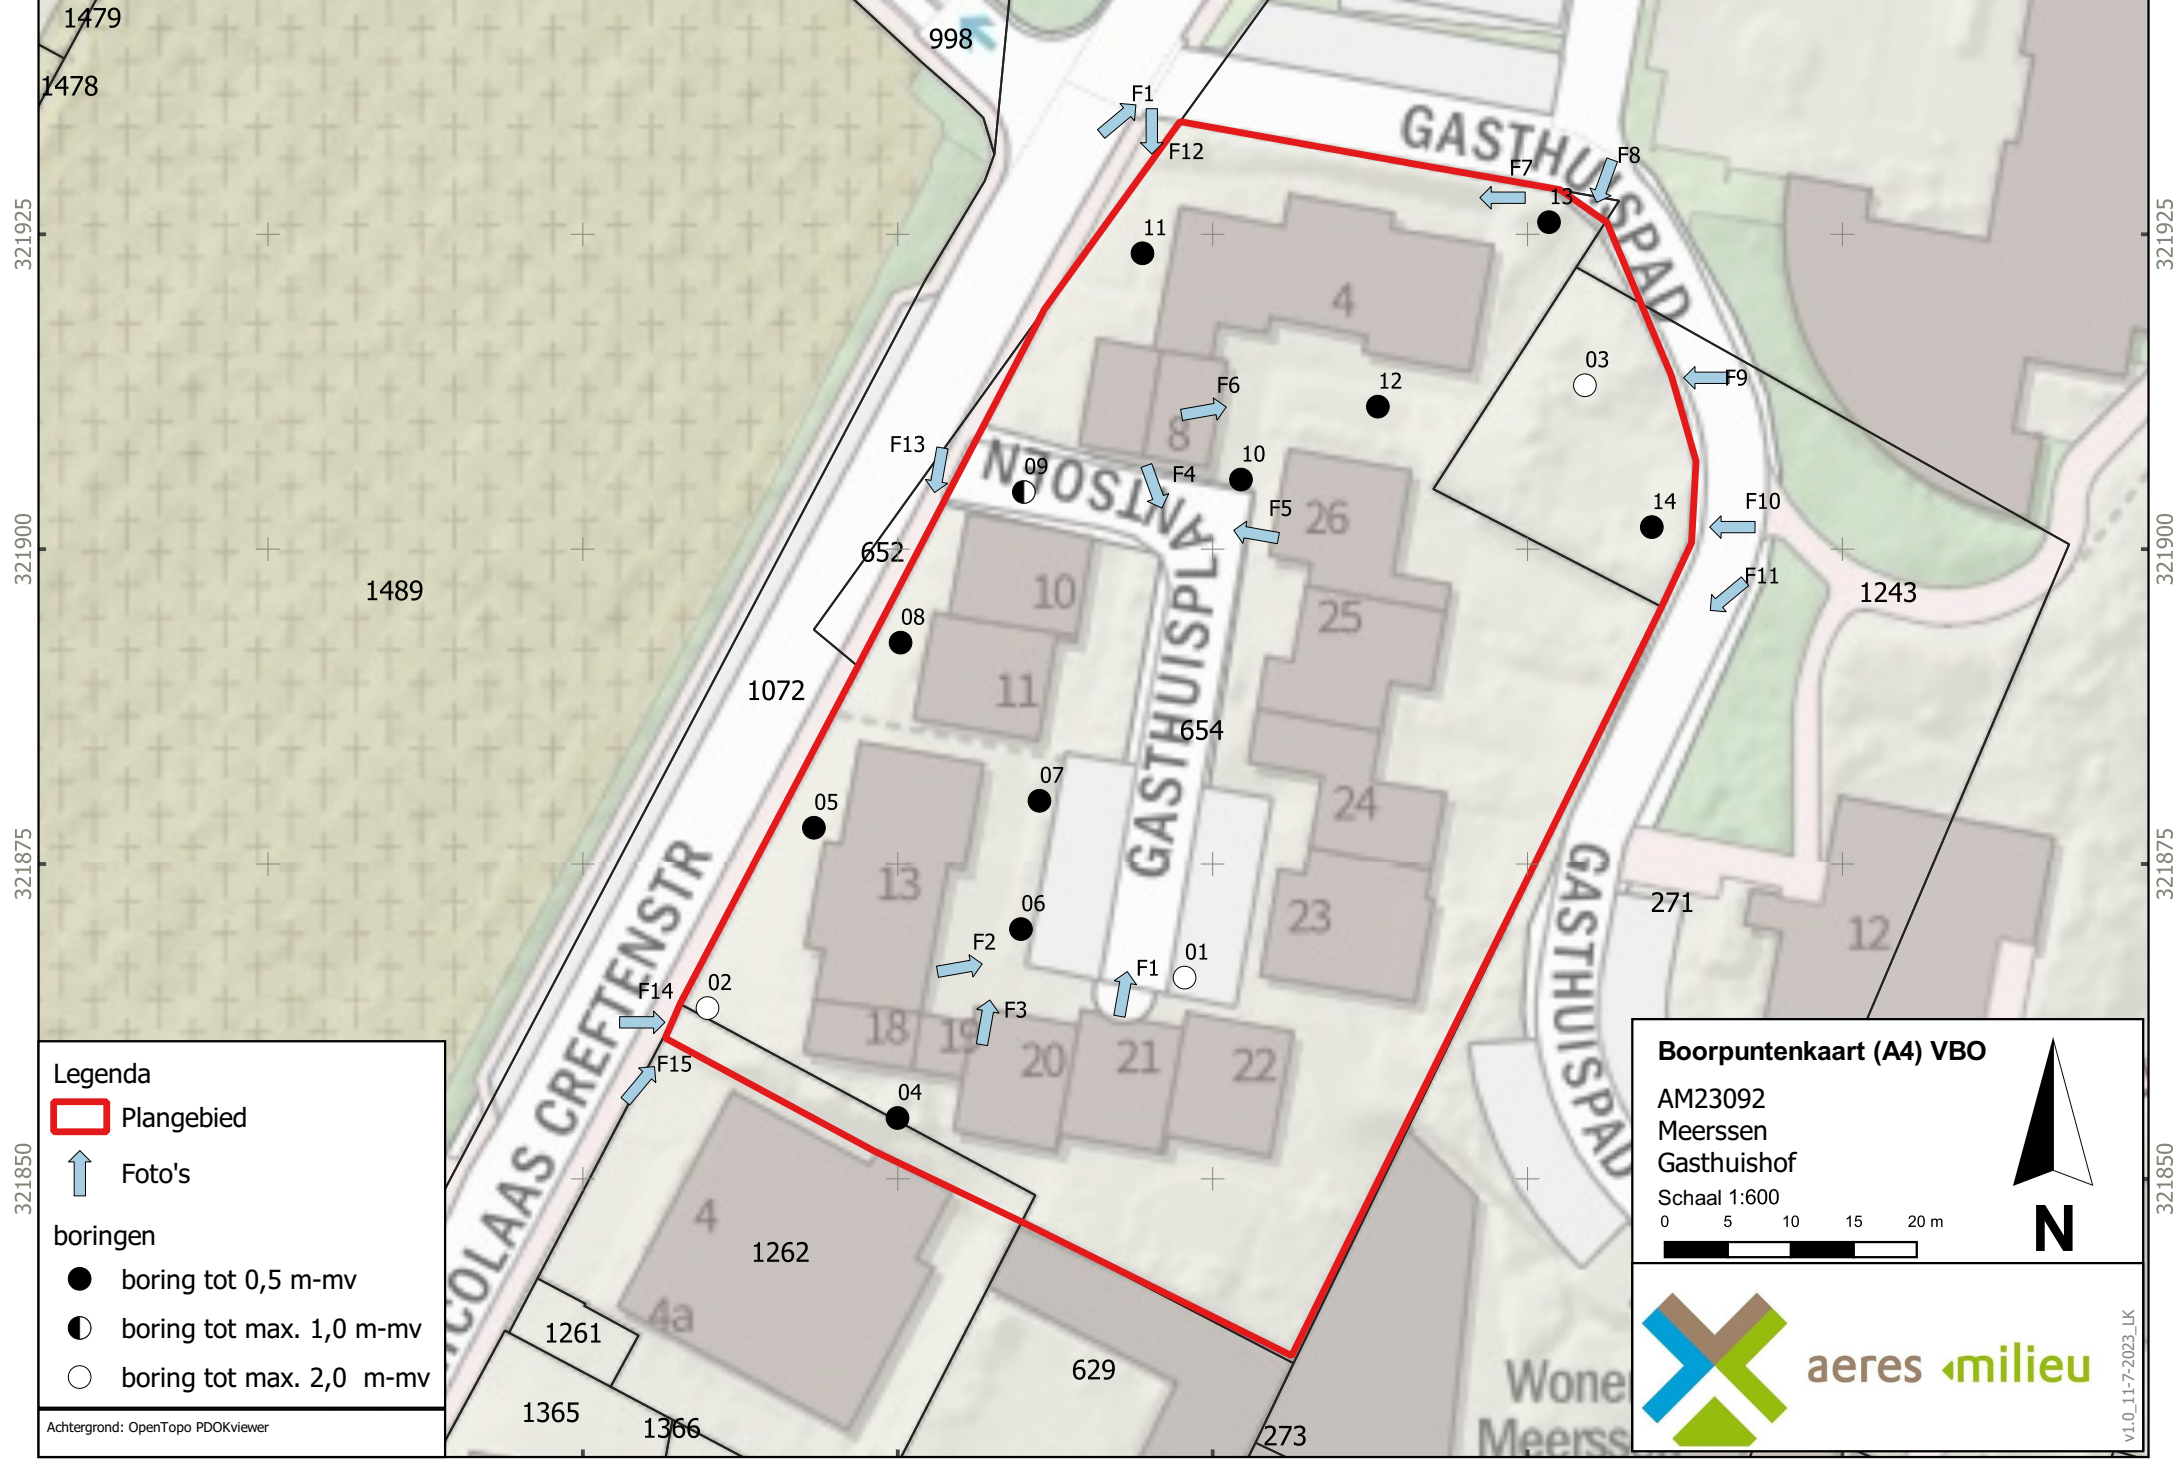 1479
998
1478
F1
F12
GASTHUISPAD
F7
F8
13
11
321925
321925
4
03
12
F9
F6
8
F13
09
F4
10
F5
26
14
F10
GASTHUISPLANTSOEN
321900
321900
652
F11
1489
10
25
1243
08
11
1072
654
07
05
24
321875
321875
13
06
23
271
12
F2
01
F1
F14
02
F3
18
19
20
21
22
F15
04
NICOLAAS CREFTENSTR
GASTHUISPAD
321850
321850
4
1262
4a
1261
629
1365
1366
273
Legenda
Plangebied
Foto's
boringen
boring tot 0,5 m-mv
boring tot max. 1,0 m-mv
boring tot max. 2,0 m-mv
Achtergrond: OpenTopo PDOKviewer
Boorpuntenkaart (A4) VBO
AM23092
Meerssen
Gasthuishof
Schaal 1:600
0 5 10 15 20 m
N
aeres milieu
v1.0_11-7-2023_LK